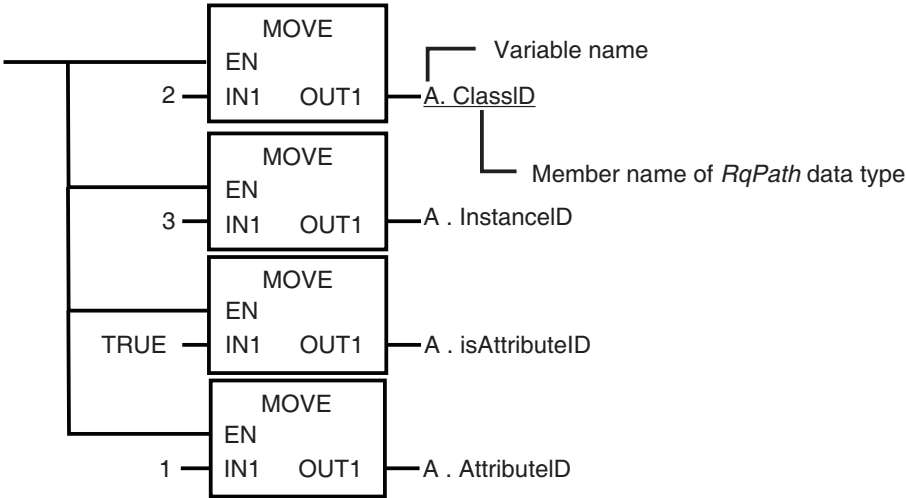 MOVE
Variable name
EN
2 IN1 OUT1 A. ClassID
MOVE
Member name of RqPath data type
EN
3 IN1 OUT1 A . InstanceID
MOVE
EN
TRUE IN1 OUT1 A . isAttributeID
MOVE
EN
1 IN1 OUT1 A . AttributeID